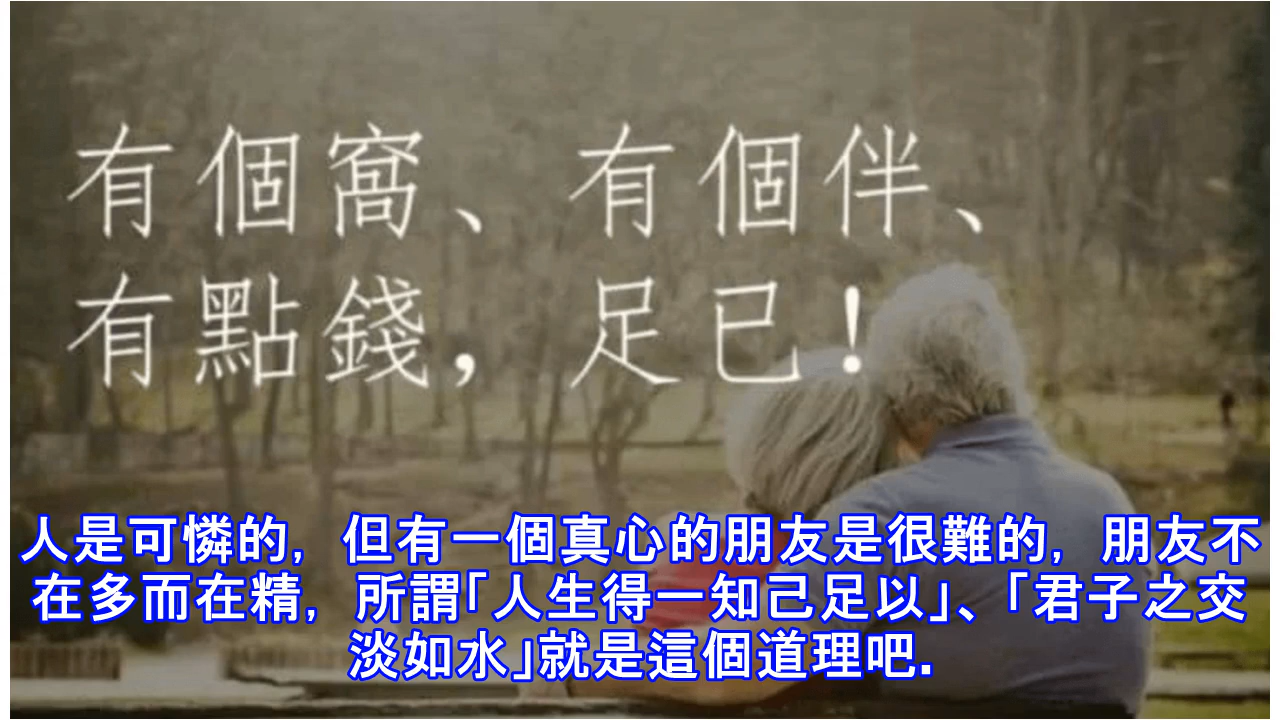 有個窩、有個伴、
有點錢，足已！
人是可憐的，但有一個真心的朋友是很難的，朋友不
在多而在精，所謂「人生得一知己足以」、「君子之交
淡如水」就是這個道理吧.